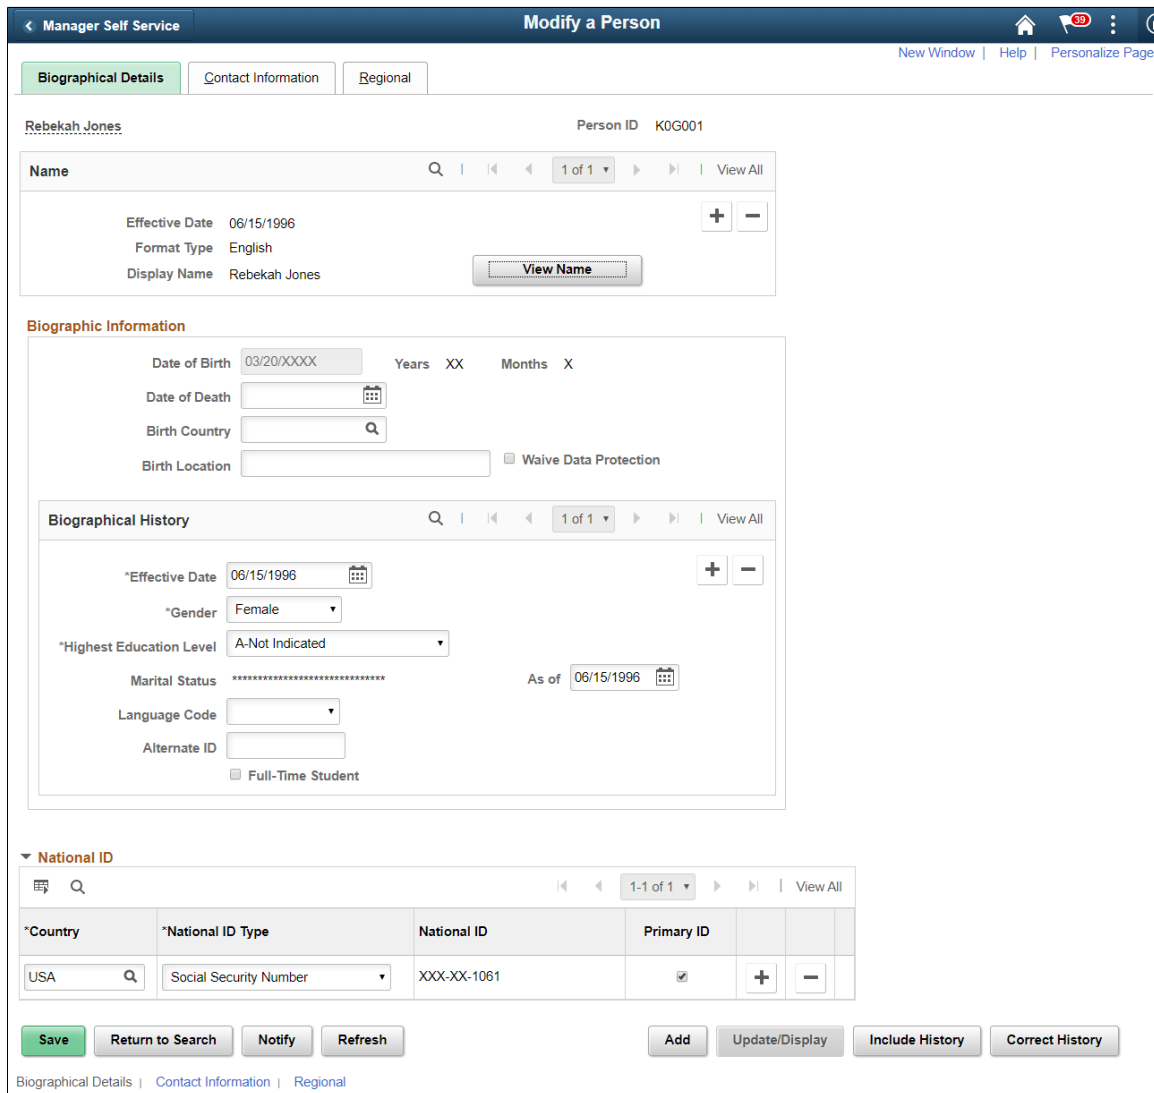 Manager Self Service
Modify a Person
39
New Window | Help | Personalize Page
Biographical Details
Contact Information
Regional
Rebekah Jones
Person ID K0G001
Name
1 of 1
View All
Effective Date 06/15/1996
Format Type English
Display Name Rebekah Jones
View Name
Biographic Information
Date of Birth 03/20/XXXX Years XX Months X
Date of Death
Birth Country
Birth Location
Waive Data Protection
Biographical History
1 of 1
View All
*Effective Date 06/15/1996
*Gender Female
*Highest Education Level A-Not Indicated
Marital Status ****************************** As of 06/15/1996
Language Code
Alternate ID
Full-Time Student
National ID
1-1 of 1
View All
*Country *National ID Type National ID Primary ID
USA Social Security Number XXX-XX-1061
Save Return to Search Notify Refresh Add Update/Display Include History Correct History
Biographical Details | Contact Information | Regional